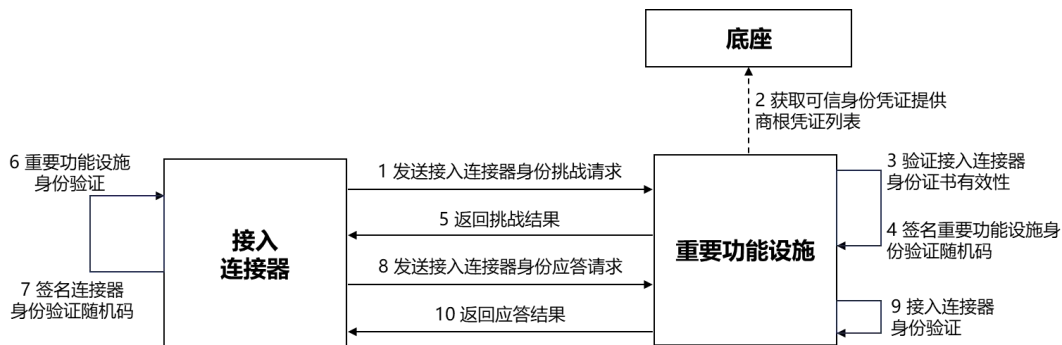 底座
2 获取可信身份凭证提供
商根凭证列表
6 重要功能设施
身份验证
1 发送接入连接器身份挑战请求
3 验证接入连接器
身份证书有效性
5 返回挑战结果
接入
连接器
重要功能设施
4 签名重要功能设施身
份验证随机码
8 发送接入连接器身份应答请求
7 签名连接器
身份验证随机码
10 返回应答结果
9 接入连接器
身份验证